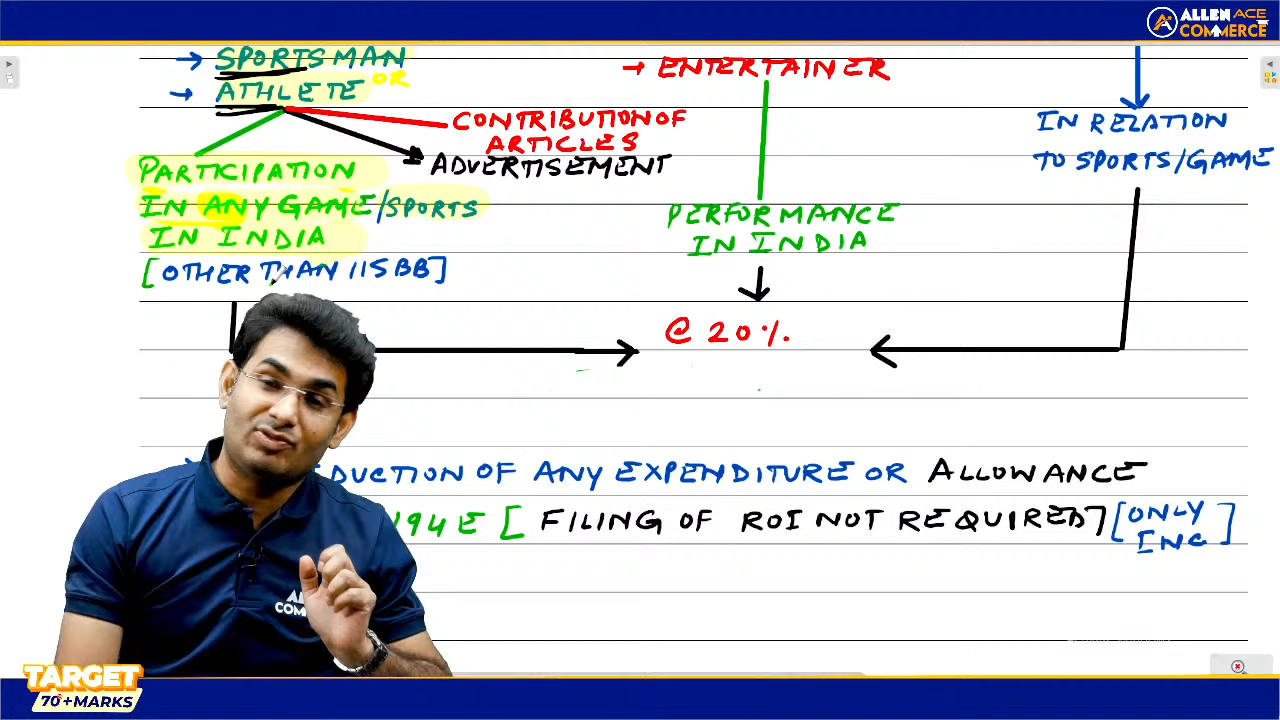 ALLEN ACE
COMMERCE
→ SPORTSMAN
→ ATHLETE OR
→ ENTERTAINER
CONTRIBUTION OF
ARTICLES
ADVERTISEMENT
IN RELATION
TO SPORTS/GAME
PARTICIPATION
IN ANY GAME/SPORTS
IN INDIA
[OTHER THAN 115BB]
PERFORMANCE
IN INDIA
@ 20%
DUCTION OF ANY EXPENDITURE OR ALLOWANCE
194E [FILING OF ROI NOT REQUIRED] [ONLY
INC]
TARGET
70+MARKS